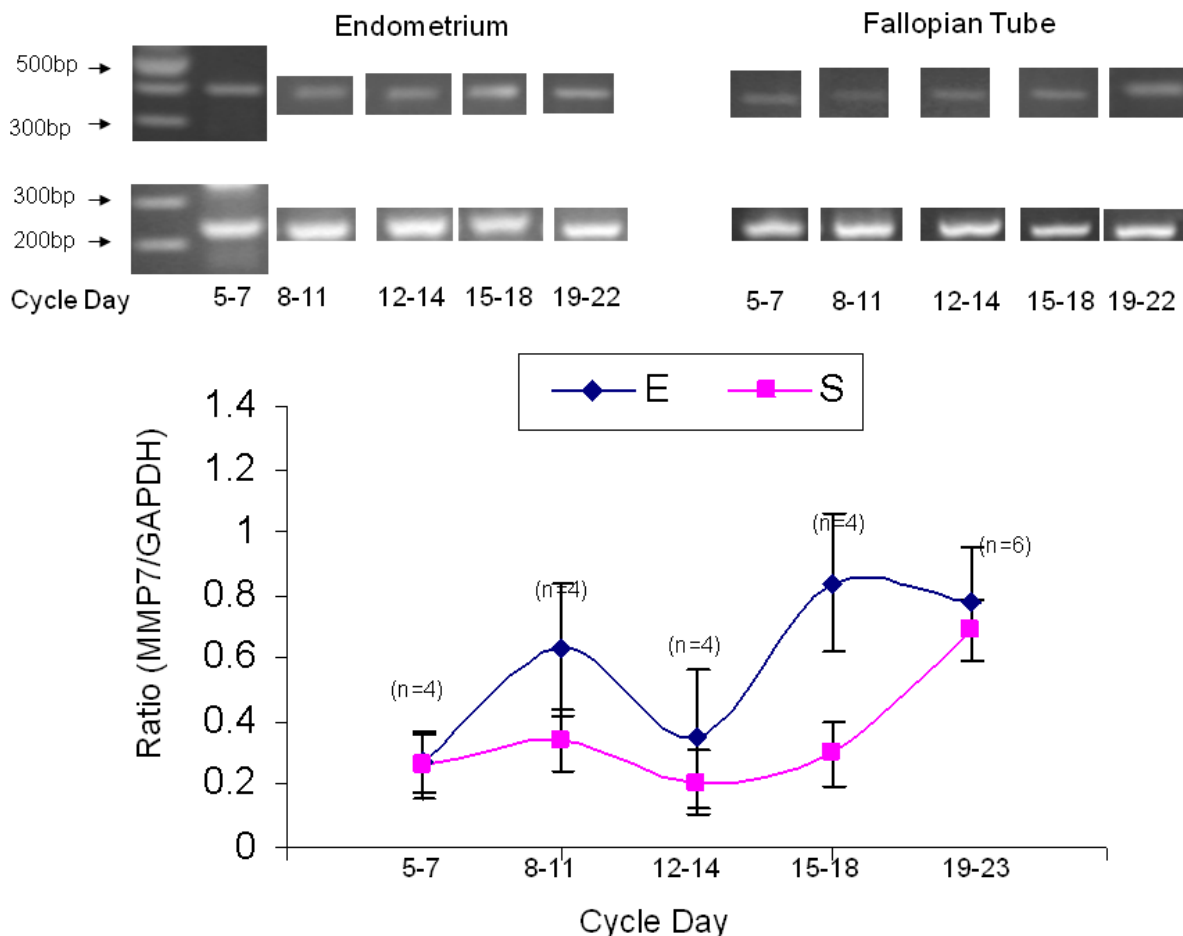 Endometrium
Fallopian Tube
500bp
300bp
300bp
200bp
Cycle Day 5-7 8-11 12-14 15-18 19-22 5-7 8-11 12-14 15-18 19-22
E S
Ratio (MMP7/GAPDH)
1.4
1.2
1
0.8
0.6
0.4
0.2
0
(n=4)
(n=4)
(n=4)
(n=4)
(n=6)
5-7 8-11 12-14 15-18 19-23
Cycle Day